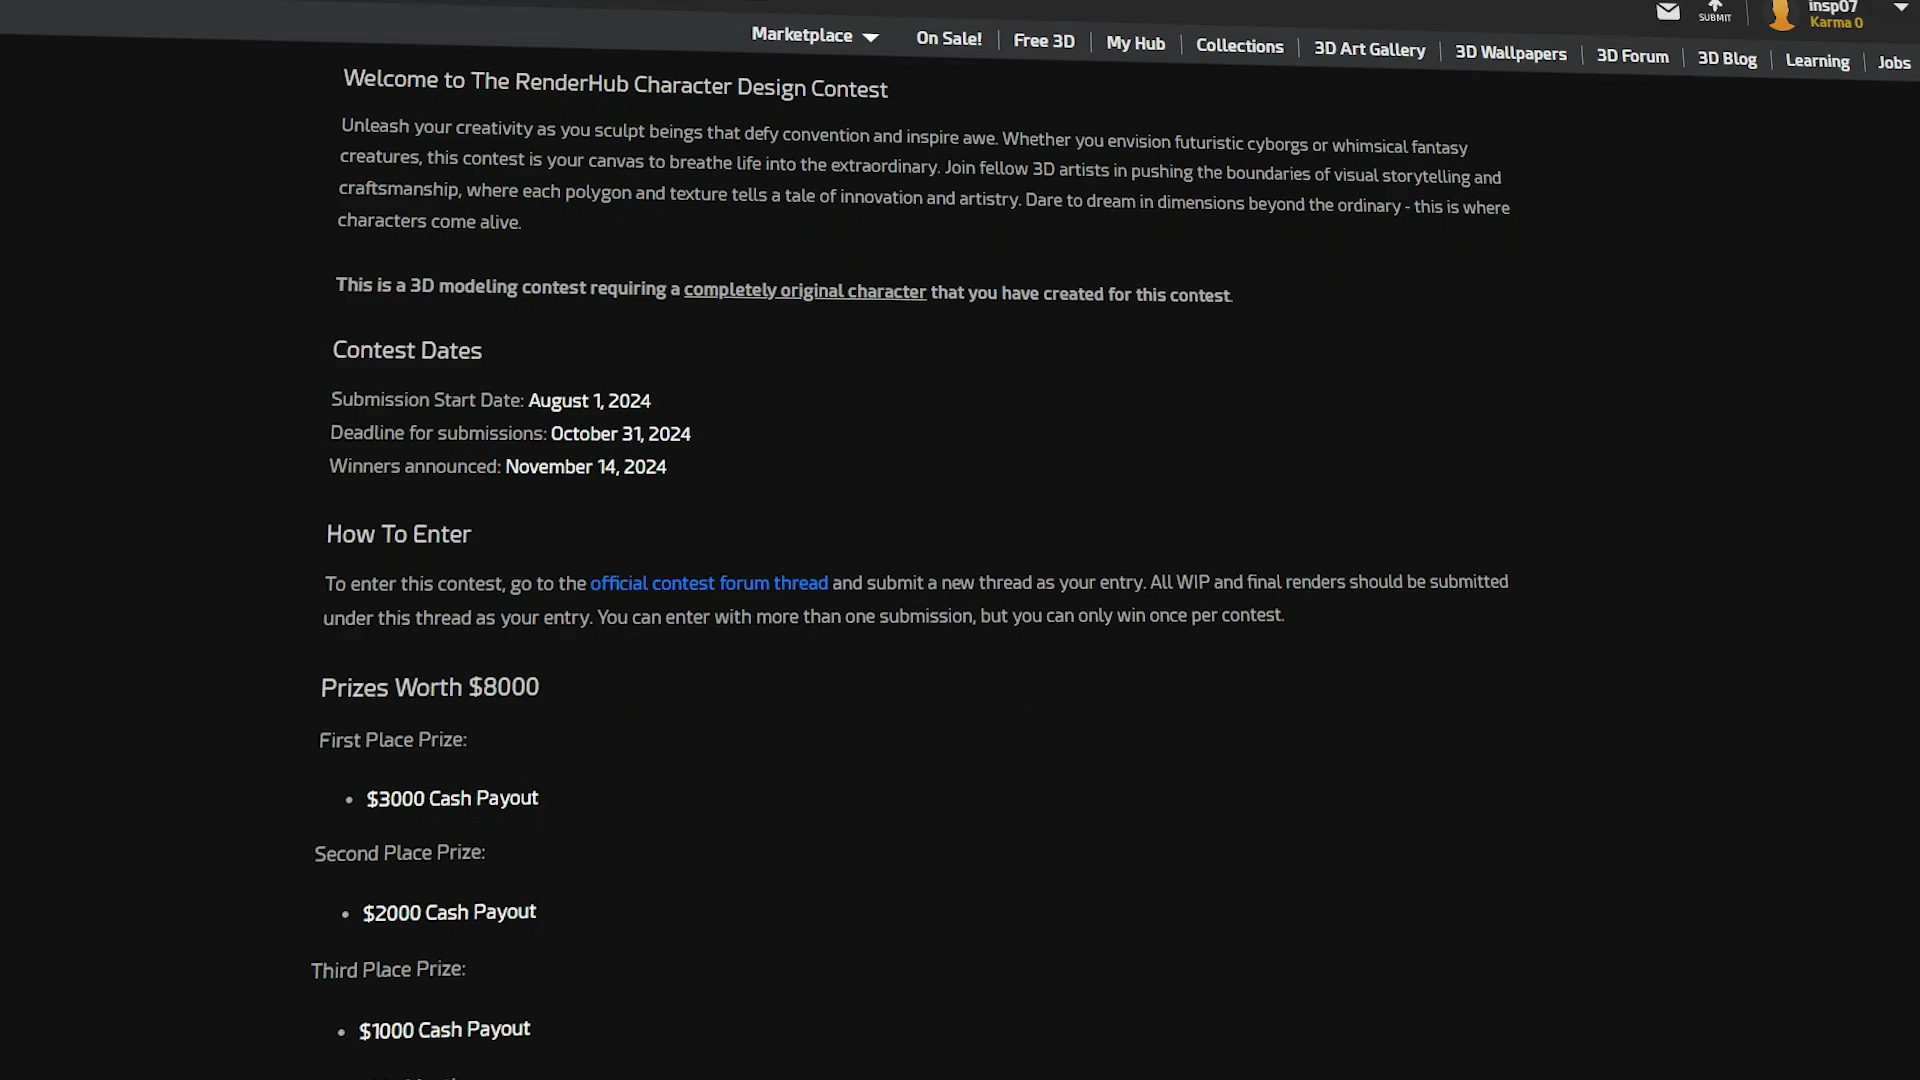 insp07
SUBMIT
Karma 0
Marketplace On Sale! Free 3D My Hub Collections 3D Art Gallery 3D Wallpapers 3D Forum 3D Blog Learning Jobs
Welcome to The RenderHub Character Design Contest
Unleash your creativity as you sculpt beings that defy convention and inspire awe. Whether you envision futuristic cyborgs or whimsical fantasy
creatures, this contest is your canvas to breathe life into the extraordinary. Join fellow 3D artists in pushing the boundaries of visual storytelling and
craftsmanship, where each polygon and texture tells a tale of innovation and artistry. Dare to dream in dimensions beyond the ordinary - this is where
characters come alive.
This is a 3D modeling contest requiring a completely original character that you have created for this contest.
Contest Dates
Submission Start Date: August 1, 2024
Deadline for submissions: October 31, 2024
Winners announced: November 14, 2024
How To Enter
To enter this contest, go to the official contest forum thread and submit a new thread as your entry. All WIP and final renders should be submitted
under this thread as your entry. You can enter with more than one submission, but you can only win once per contest.
Prizes Worth $8000
First Place Prize:
• $3000 Cash Payout
Second Place Prize:
• $2000 Cash Payout
Third Place Prize:
• $1000 Cash Payout